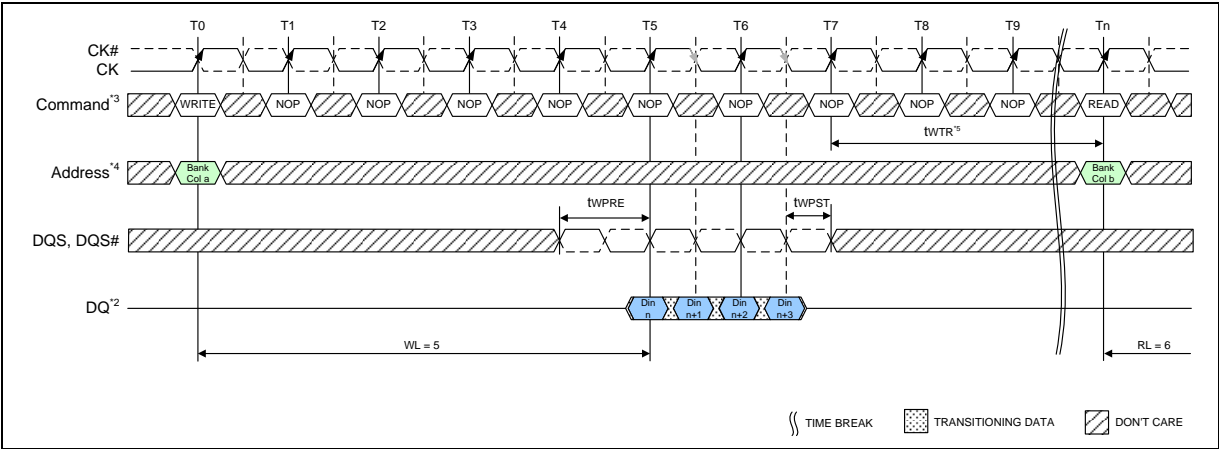 T0 T1 T2 T3 T4 T5 T6 T7 T8 T9 Tn
CK#
CK
Command*3 WRITE NOP NOP NOP NOP NOP NOP NOP NOP NOP READ
tWTR*5
Address*4 Bank Col a Bank Col b
tWPRE tWPST
DQS, DQS#
DQ*2 Din n Din n+1 Din n+2 Din n+3
WL = 5 RL = 6
TIME BREAK TRANSITIONING DATA DON'T CARE